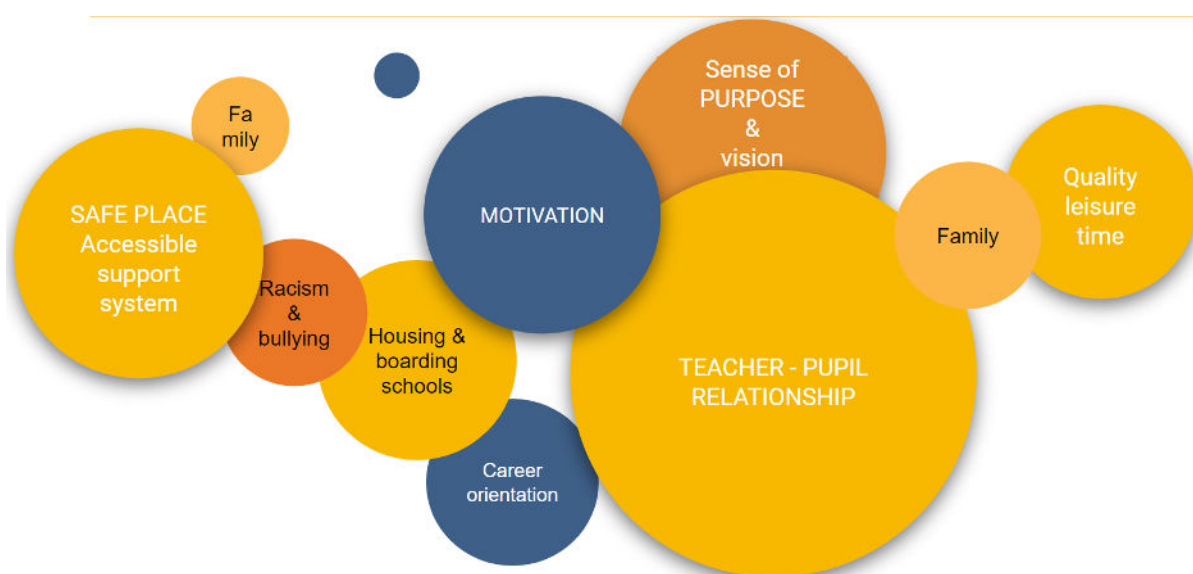 Fa
mily
SAFE PLACE
Accessible
support
system
Racism
&
bullying
Housing &
boarding
schools
MOTIVATION
Career
orientation
Sense of
PURPOSE
&
vision
TEACHER - PUPIL
RELATIONSHIP
Family
Quality
leisure
time